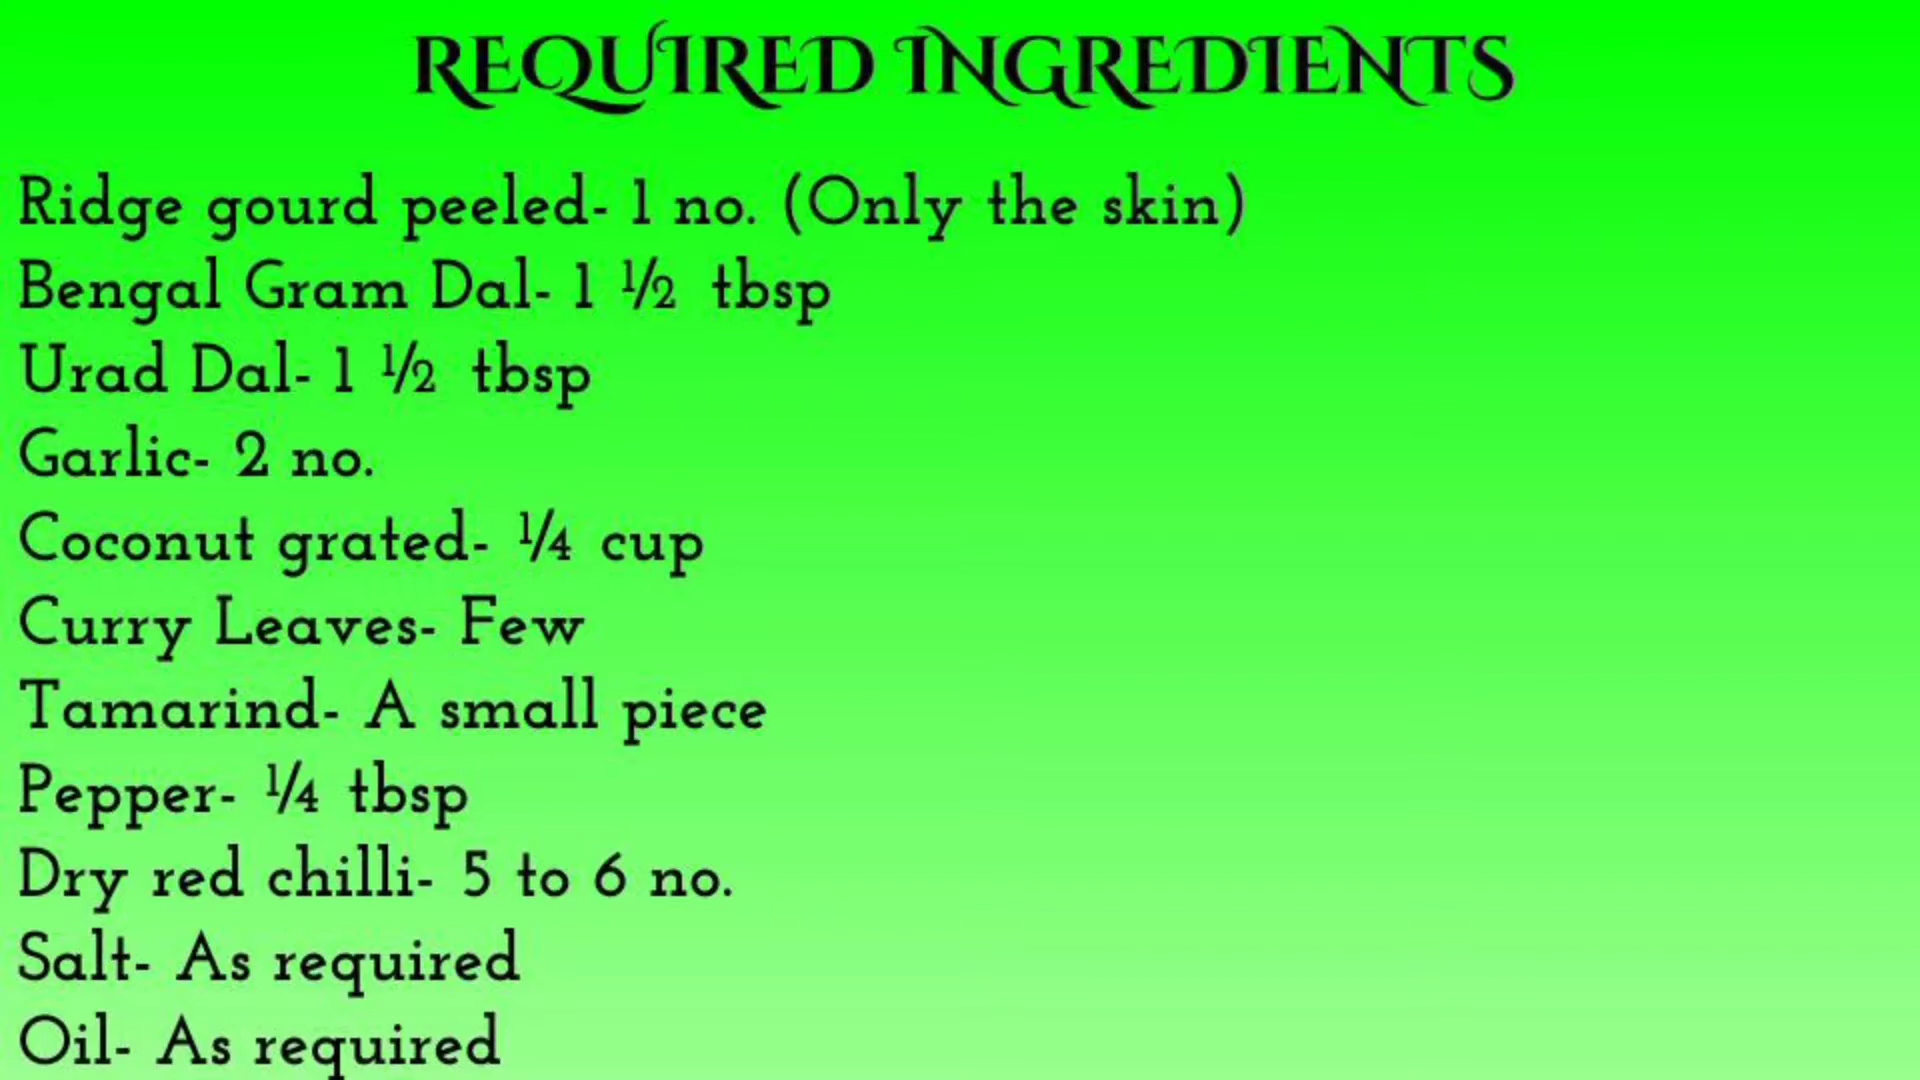 REQUIRED INGREDIENTS
Ridge gourd peeled- 1 no. (Only the skin)
Bengal Gram Dal- 1 ½ tbsp
Urad Dal- 1 ½ tbsp
Garlic- 2 no.
Coconut grated- ¼ cup
Curry Leaves- Few
Tamarind- A small piece
Pepper- ¼ tbsp
Dry red chilli- 5 to 6 no.
Salt- As required
Oil- As required